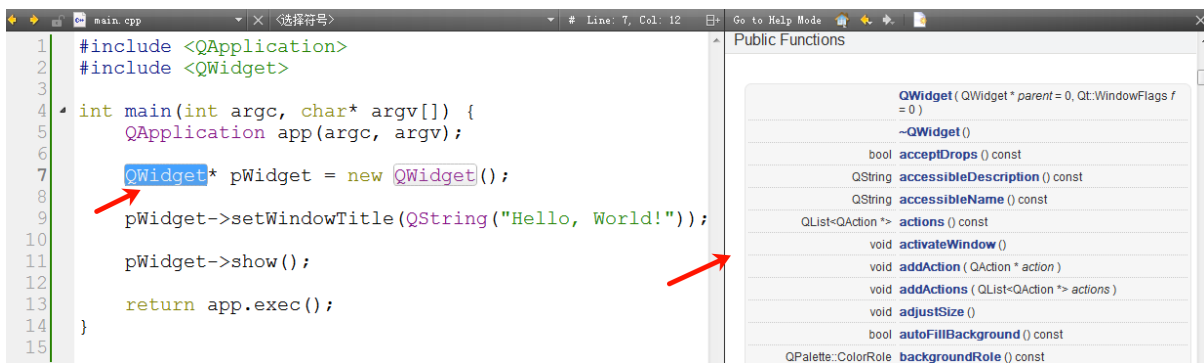 main.cpp
<选择符号>
# Line: 7, Col: 12
Go to Help Mode
1 #include <QApplication>
2 #include <QWidget>
3
4 int main(int argc, char* argv[]) {
5 QApplication app(argc, argv);
6
7 QWidget* pWidget = new QWidget();
8
9 pWidget->setWindowTitle(QString("Hello, World!"));
10
11 pWidget->show();
12
13 return app.exec();
14 }
15
Public Functions
QWidget ( QWidget * parent = 0, Qt::WindowFlags f
= 0 )
~QWidget ()
bool acceptDrops () const
QString accessibleDescription () const
QString accessibleName () const
QList<QAction *> actions () const
void activateWindow ()
void addAction ( QAction * action )
void addActions ( QList<QAction *> actions )
void adjustSize ()
bool autoFillBackground () const
QPalette::ColorRole backgroundRole () const